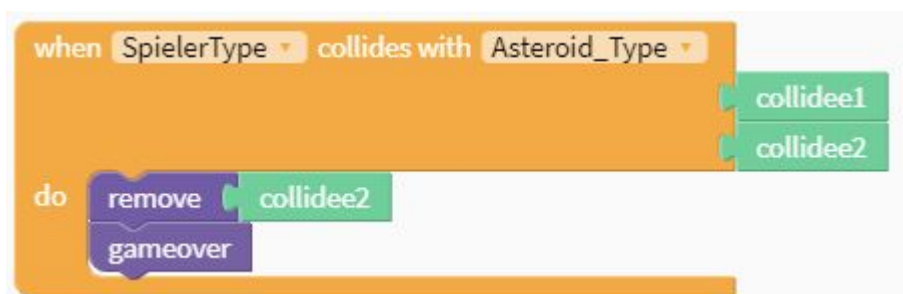 when SpielerType collides with Asteroid_Type
collidee1
collidee2
do remove collidee2
gameover